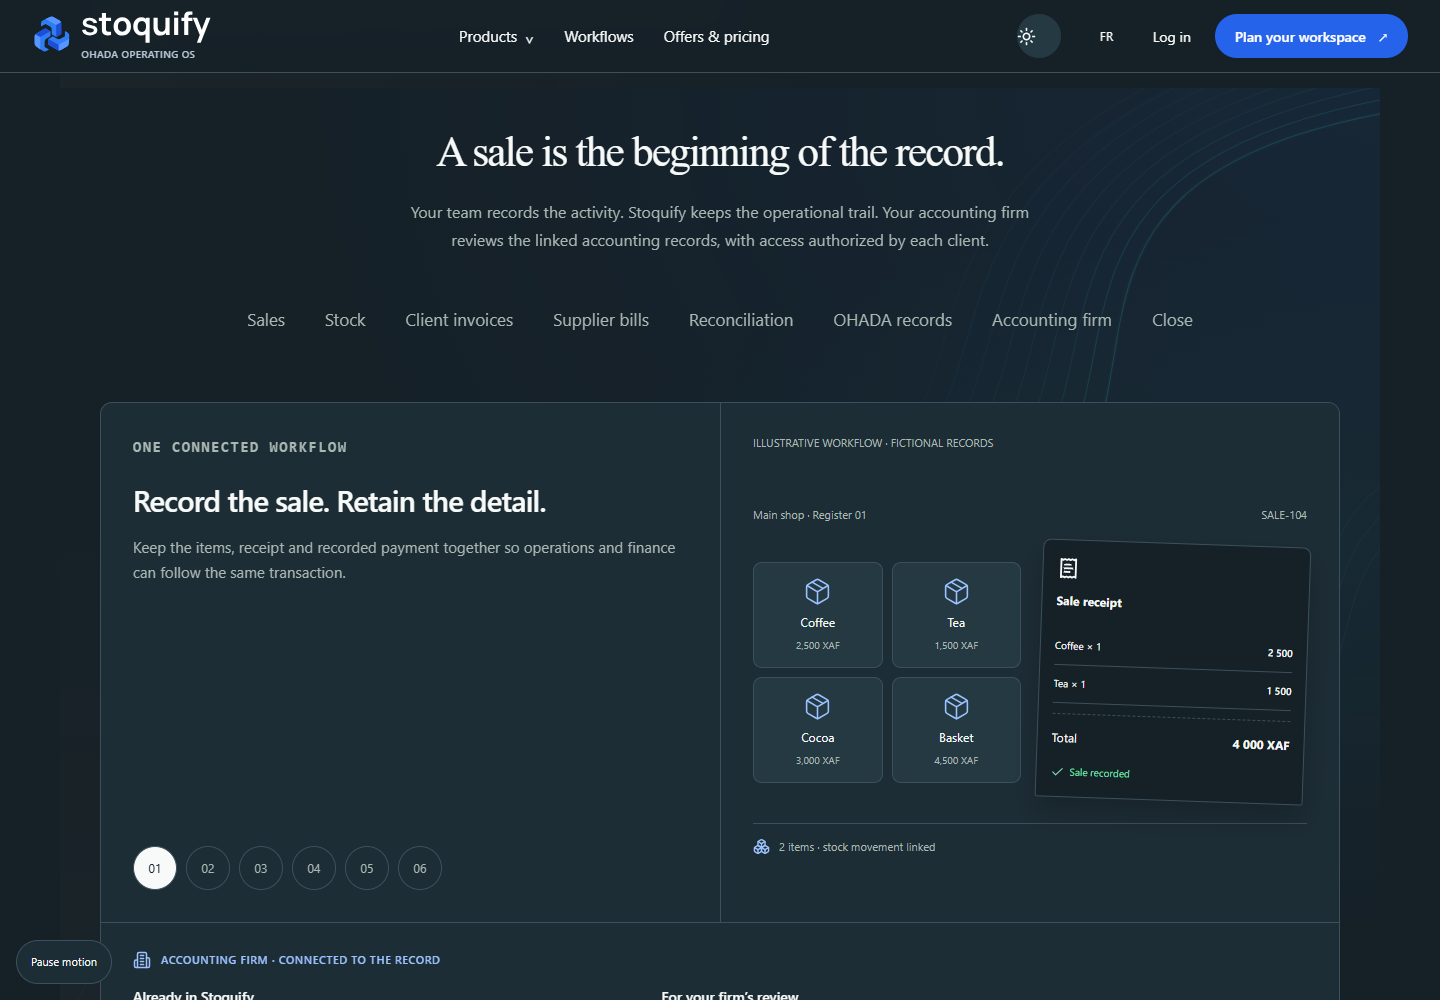 stoquify
OHADA OPERATING OS
Products
Workflows
Offers & pricing
FR
Log in
Plan your workspace ↗
A sale is the beginning of the record.
Your team records the activity. Stoquify keeps the operational trail. Your accounting firm
reviews the linked accounting records, with access authorized by each client.
Sales
Stock
Client invoices
Supplier bills
Reconciliation
OHADA records
Accounting firm
Close
ONE CONNECTED WORKFLOW
Record the sale. Retain the detail.
Keep the items, receipt and recorded payment together so operations and finance
can follow the same transaction.
01
02
03
04
05
06
ILLUSTRATIVE WORKFLOW · FICTIONAL RECORDS
Main shop · Register 01
SALE-104
Coffee
2,500 XAF
Tea
1,500 XAF
Cocoa
3,000 XAF
Basket
4,500 XAF
Sale receipt
Coffee × 1
2 500
Tea × 1
1 500
Total
4 000 XAF
Sale recorded
2 items · stock movement linked
Pause motion
ACCOUNTING FIRM · CONNECTED TO THE RECORD
Already in Stoquify
For your firm's review